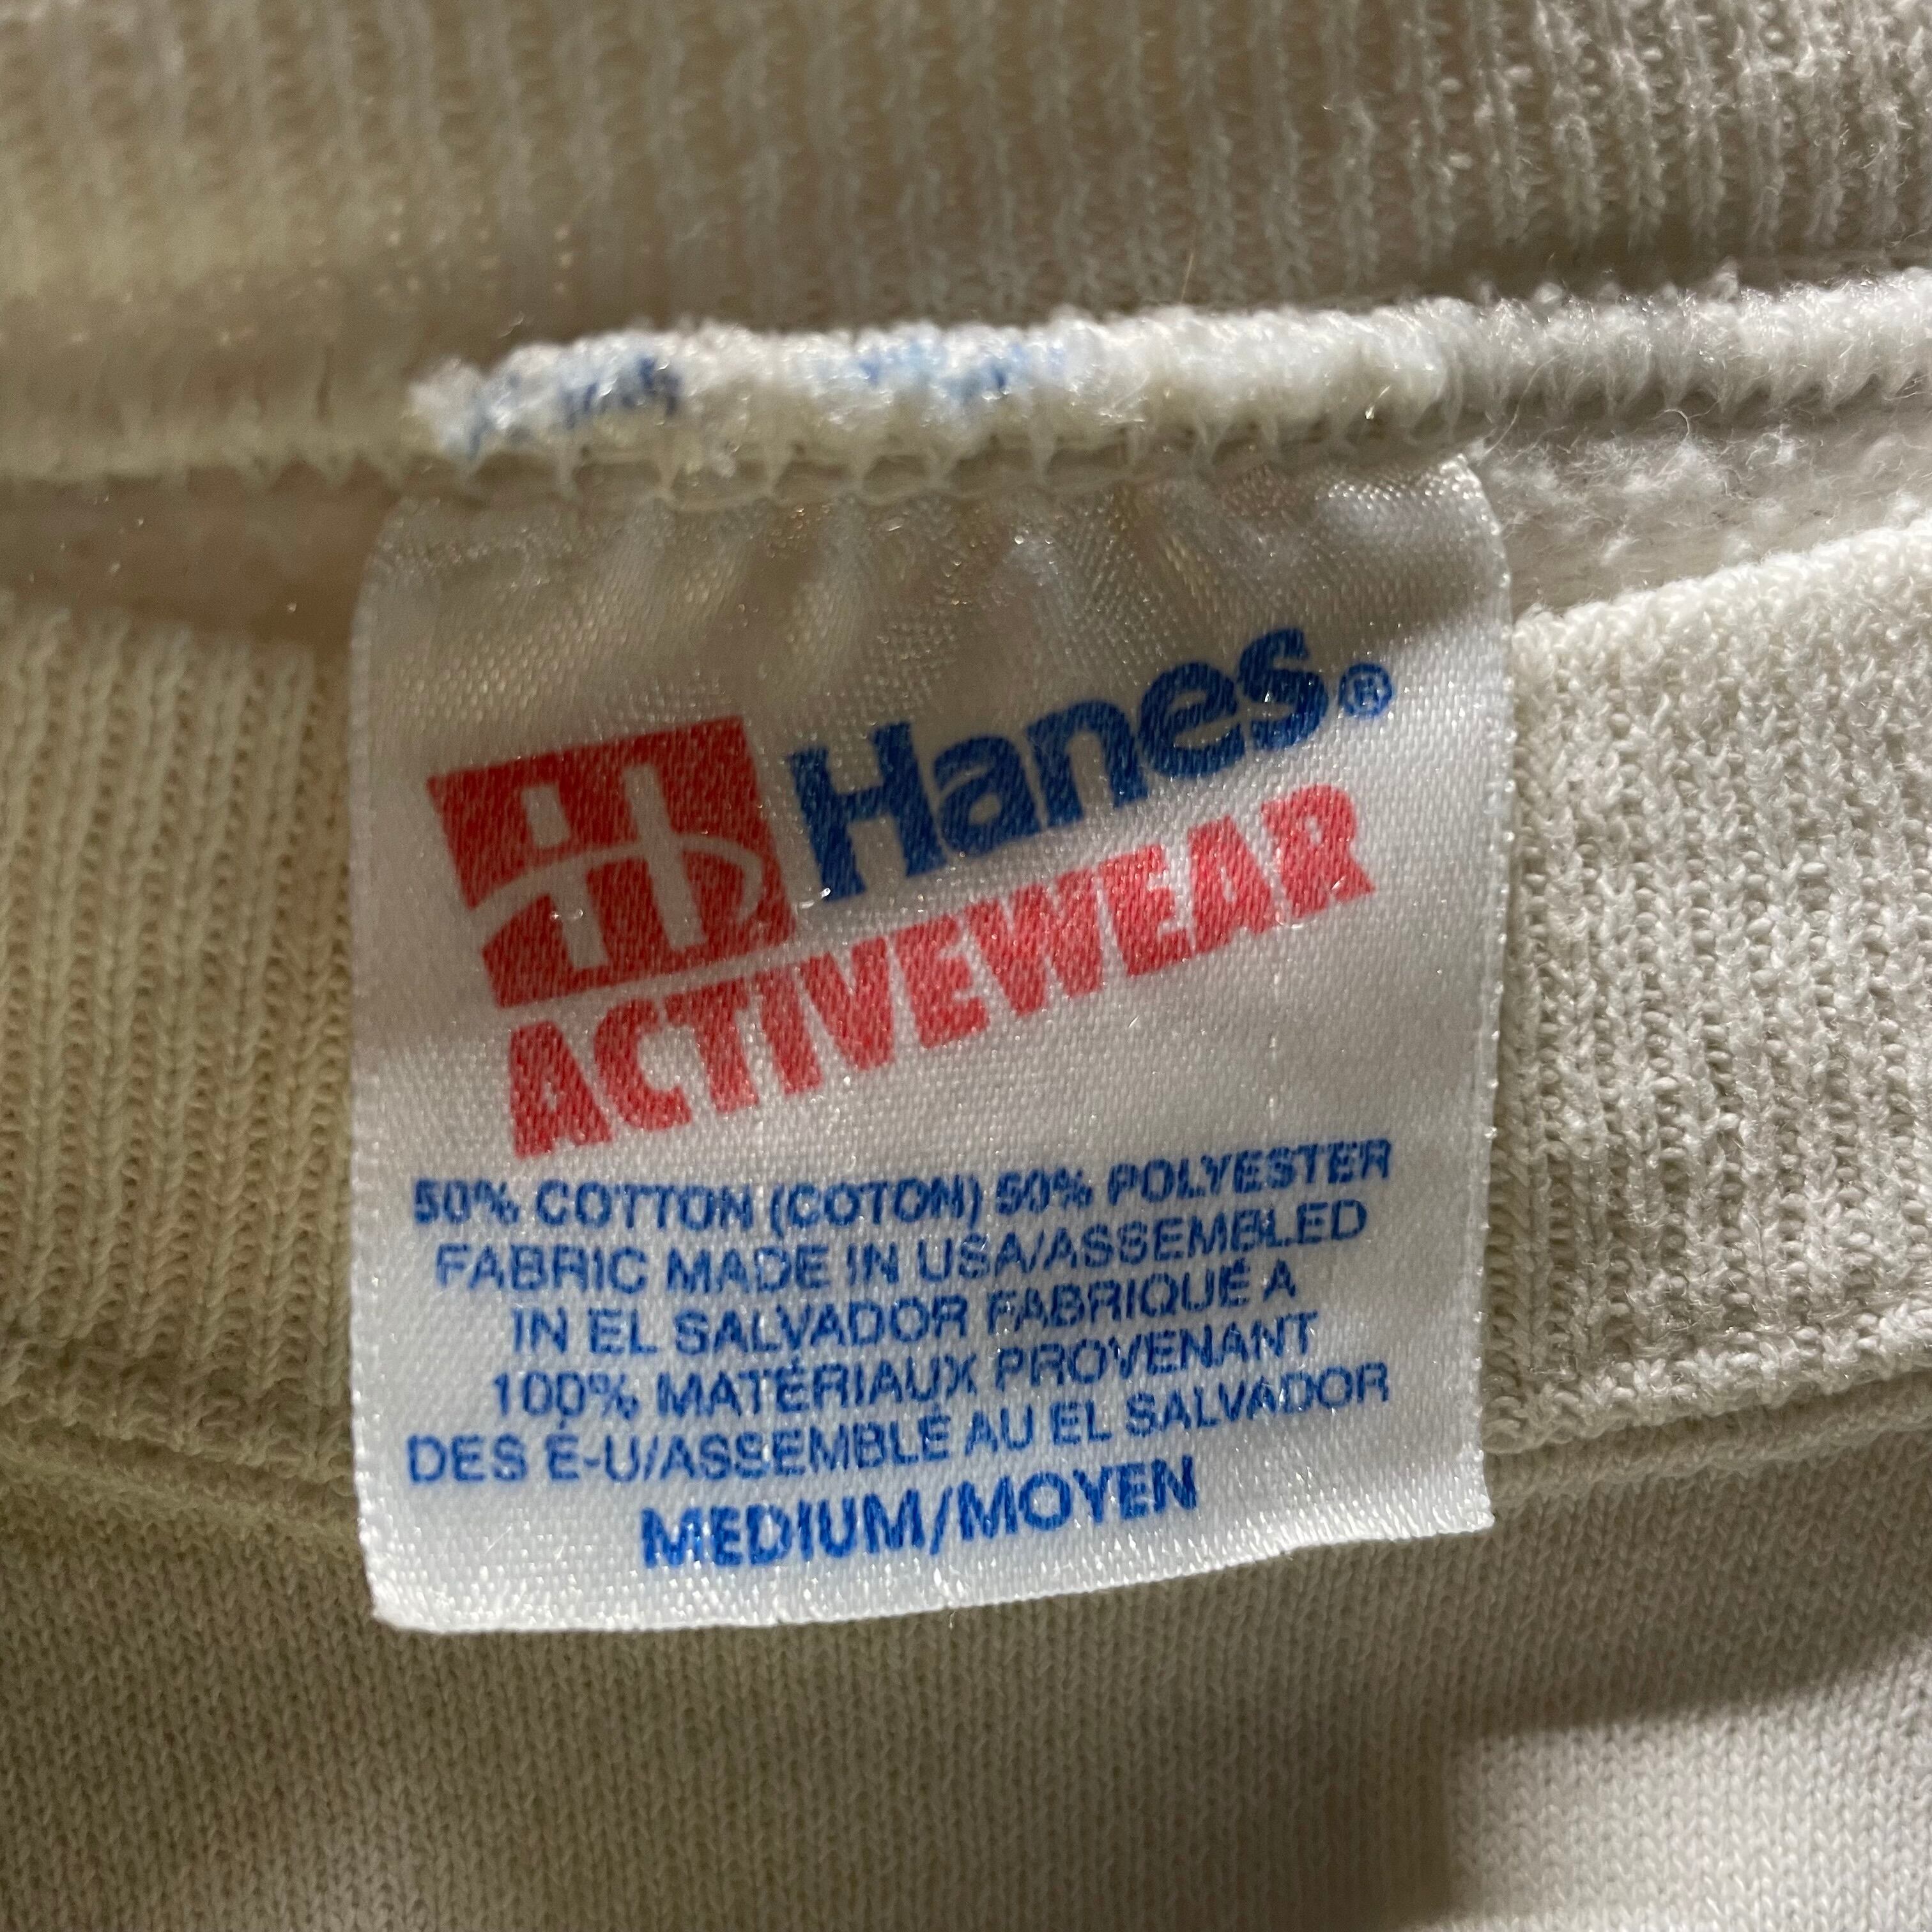 Hanes®
ACTIVEWEAR
50% COTTON (COTON) 50% POLYESTER
FABRIC MADE IN USA/ASSEMBLED
IN EL SALVADOR FABRIQUÉ A
100% MATÉRIAUX PROVENANT
DES É-U/ASSEMBLÉ AU EL SALVADOR
MEDIUM/MOYEN